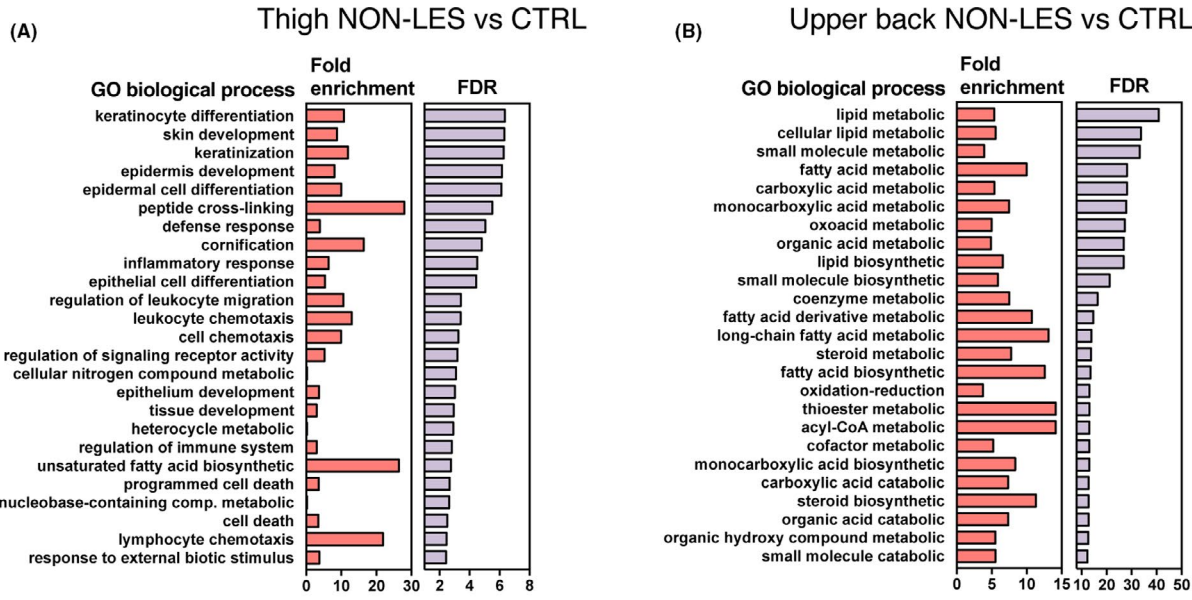 (A) Thigh NON-LES vs CTRL
GO biological process Fold enrichment FDR
keratinocyte differentiation
skin development
keratinization
epidermis development
epidermal cell differentiation
peptide cross-linking
defense response
cornification
inflammatory response
epithelial cell differentiation
regulation of leukocyte migration
leukocyte chemotaxis
cell chemotaxis
regulation of signaling receptor activity
cellular nitrogen compound metabolic
epithelium development
tissue development
heterocycle metabolic
regulation of immune system
unsaturated fatty acid biosynthetic
programmed cell death
nucleobase-containing comp. metabolic
cell death
lymphocyte chemotaxis
response to external biotic stimulus
0 10 20 30 2 4 6 8
(B) Upper back NON-LES vs CTRL
GO biological process Fold enrichment FDR
lipid metabolic
cellular lipid metabolic
small molecule metabolic
fatty acid metabolic
carboxylic acid metabolic
monocarboxylic acid metabolic
oxoacid metabolic
organic acid metabolic
lipid biosynthetic
small molecule biosynthetic
coenzyme metabolic
fatty acid derivative metabolic
long-chain fatty acid metabolic
steroid metabolic
fatty acid biosynthetic
oxidation-reduction
thioester metabolic
acyl-CoA metabolic
cofactor metabolic
monocarboxylic acid biosynthetic
carboxylic acid catabolic
steroid biosynthetic
organic acid catabolic
organic hydroxy compound metabolic
small molecule catabolic
0 5 10 15 10 20 30 40 50